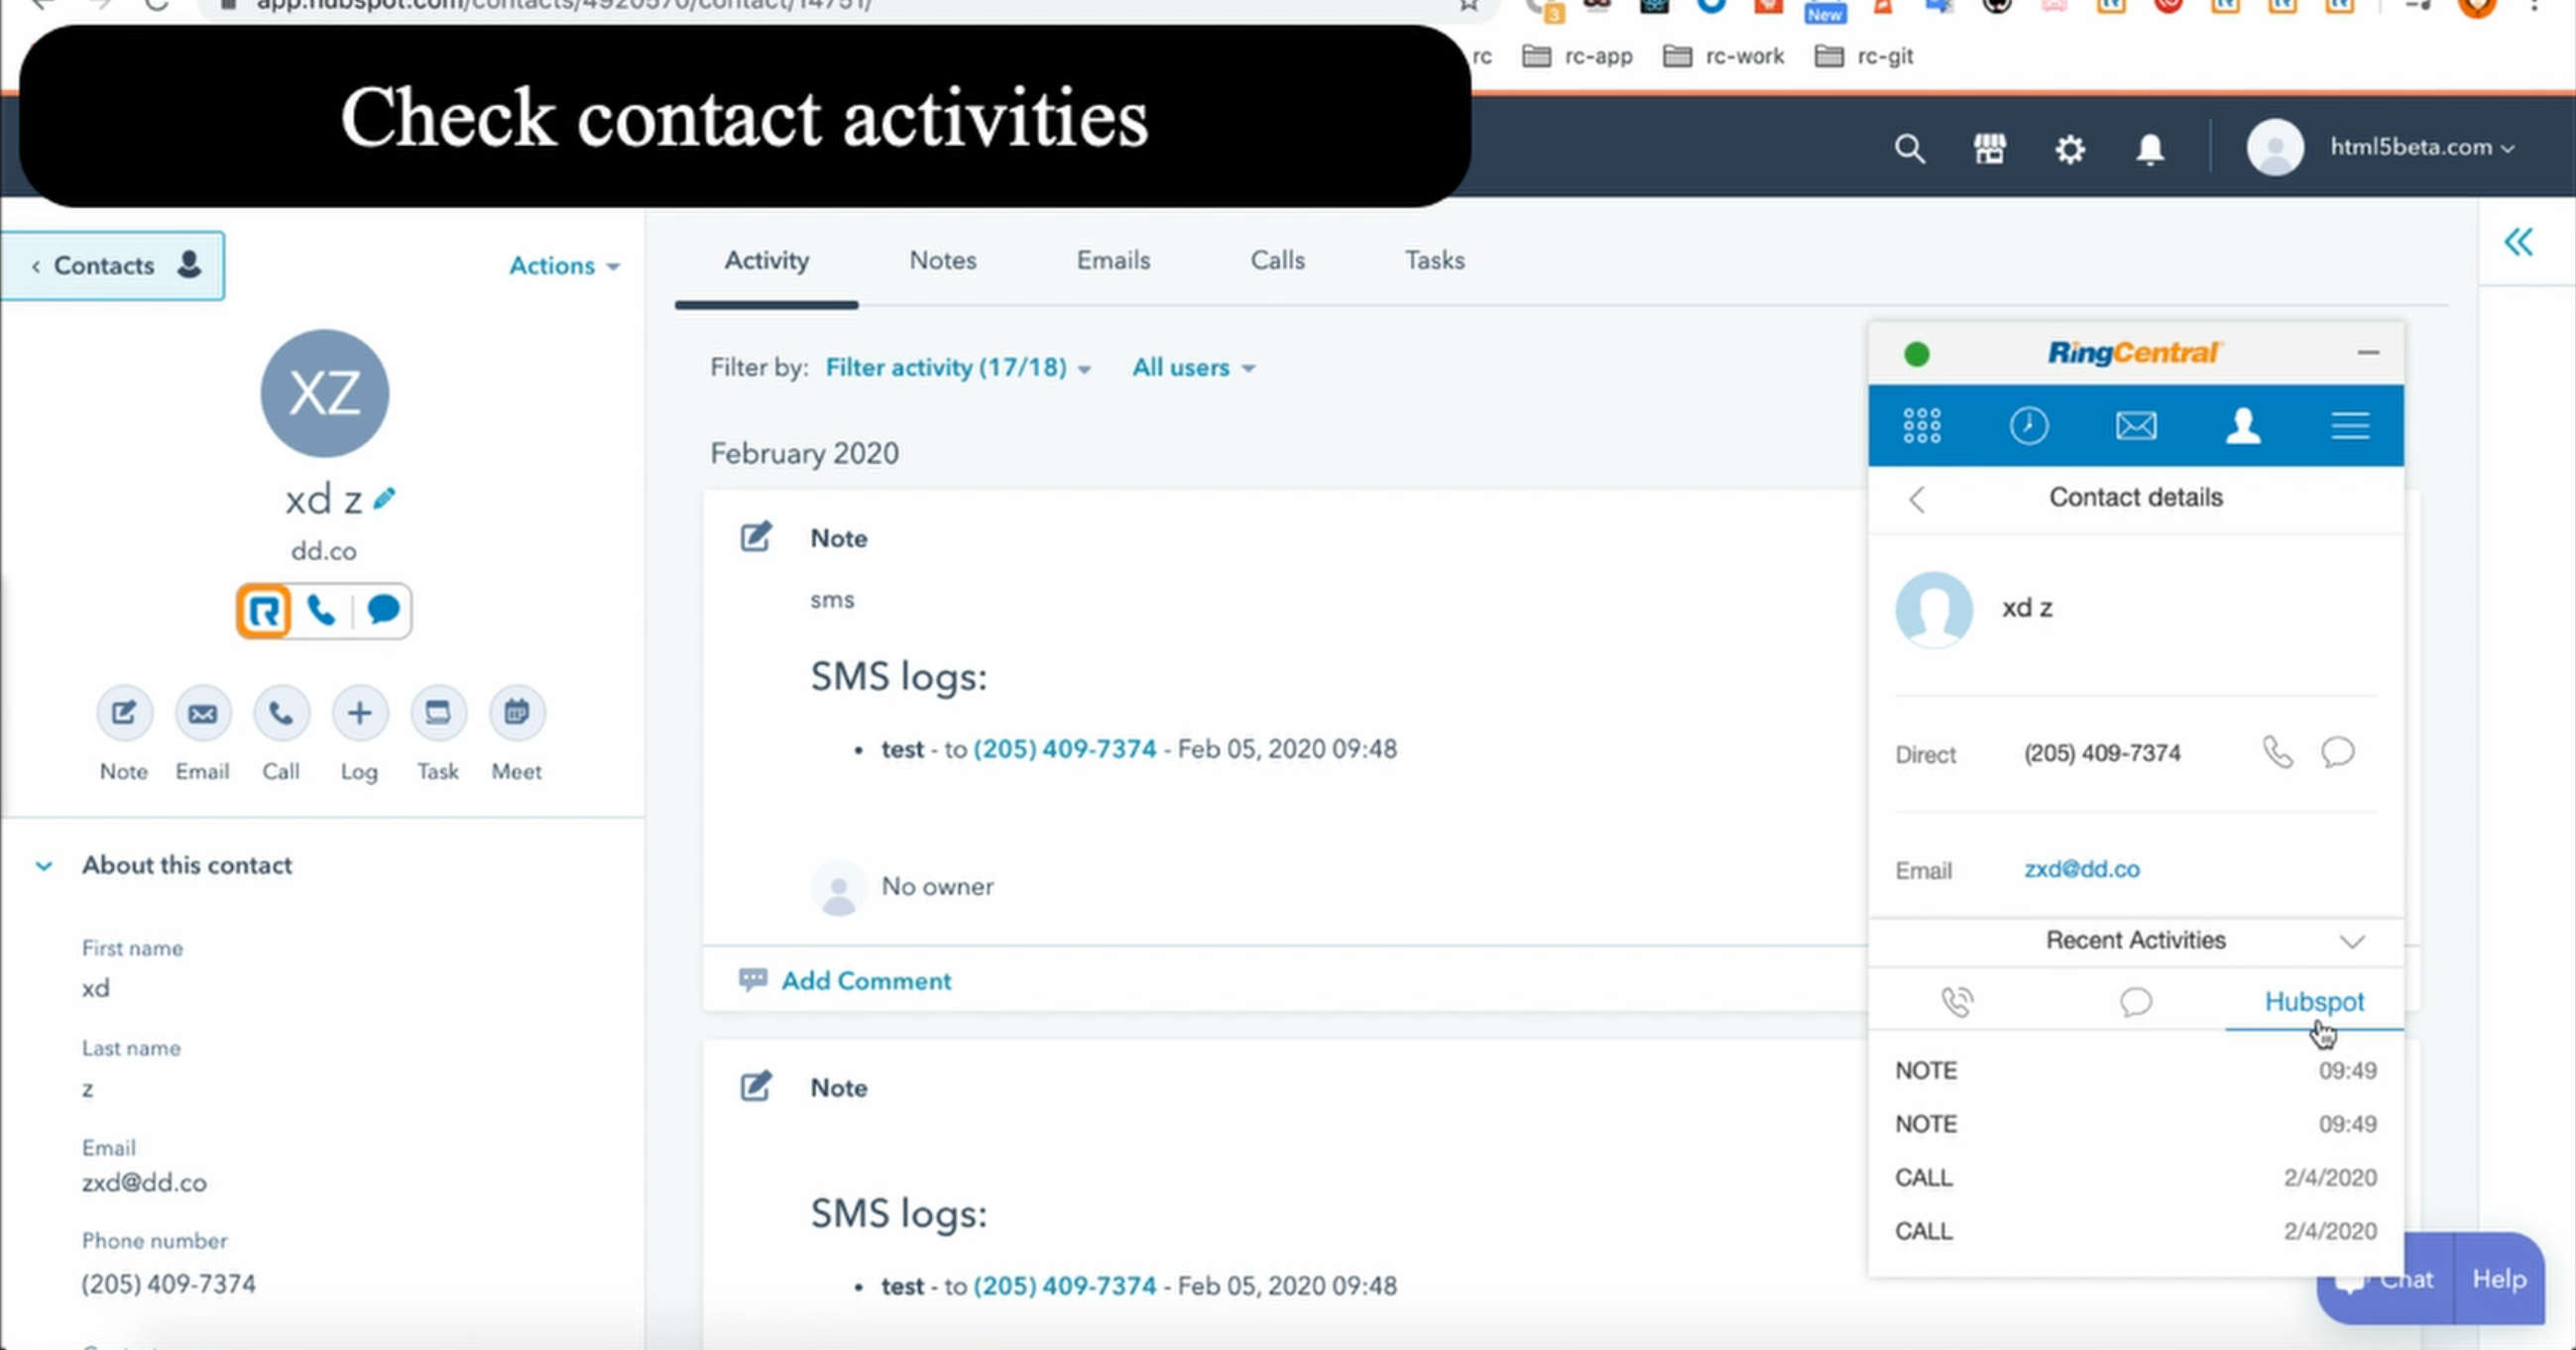 app.hubspot.com/contacts/4920570/contact/14751/
3
New
rc
rc-app
rc-work
rc-git
Check contact activities
html5beta.com
Contacts
Actions
Activity
Notes
Emails
Calls
Tasks
XZ
xd z
dd.co
Note
Email
Call
Log
Task
Meet
About this contact
First name
xd
Last name
z
Email
zxd@dd.co
Phone number
(205) 409-7374
Filter by: Filter activity (17/18) All users
February 2020
Note
sms
SMS logs:
• test - to (205) 409-7374 - Feb 05, 2020 09:48
No owner
Add Comment
Note
SMS logs:
• test - to (205) 409-7374 - Feb 05, 2020 09:48
RingCentral
Contact details
xd z
Direct (205) 409-7374
Email zxd@dd.co
Recent Activities
Hubspot
NOTE 09:49
NOTE 09:49
CALL 2/4/2020
CALL 2/4/2020
Chat
Help